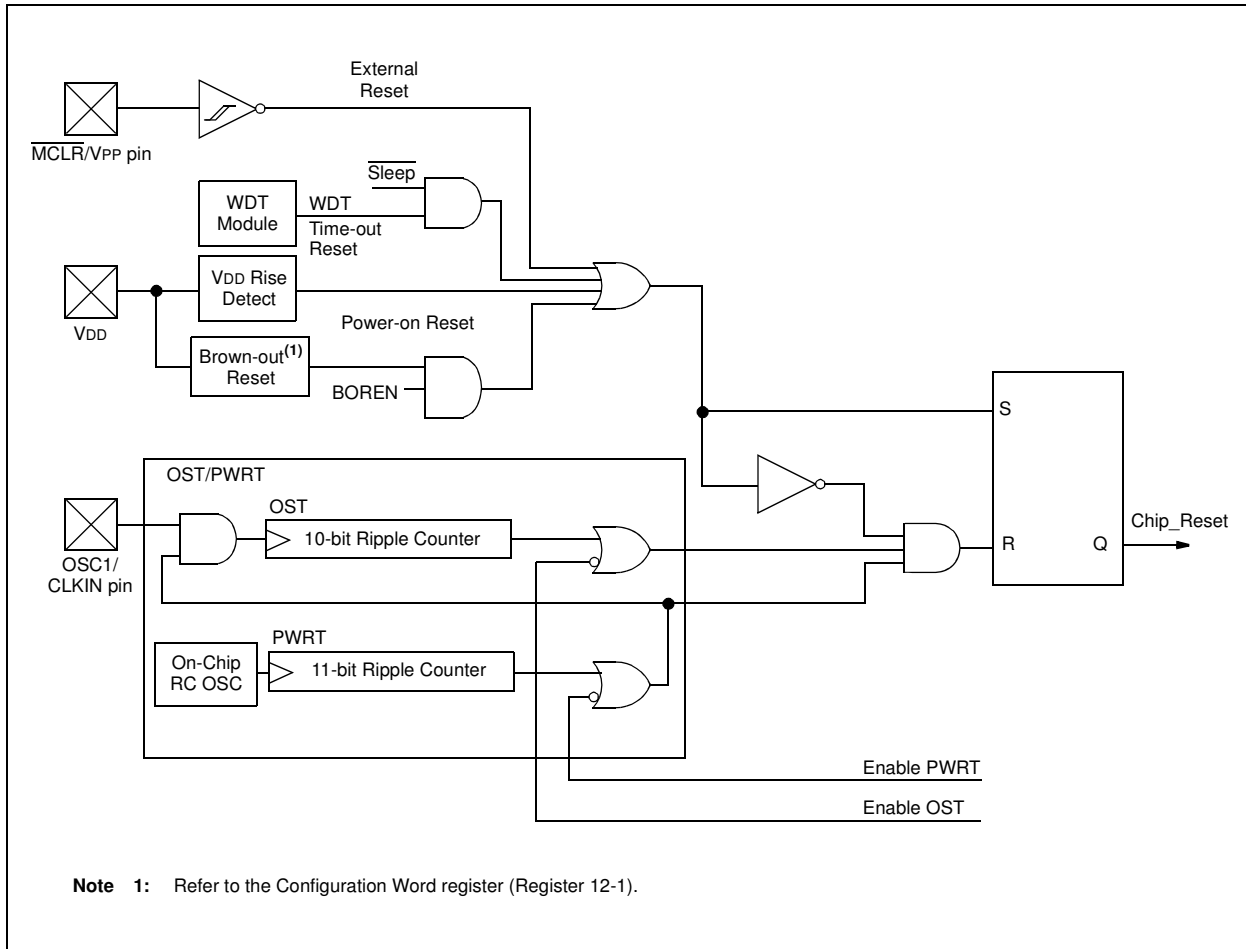 External
Reset
MCLR/VPP pin
Sleep
WDT
Module
WDT
Time-out
Reset
VDD
VDD Rise
Detect
Power-on Reset
Brown-out(1)
Reset
BOREN
S
R
Q
Chip_Reset
OST/PWRT
OST
10-bit Ripple Counter
OSC1/
CLKIN pin
PWRT
On-Chip
RC OSC
11-bit Ripple Counter
Enable PWRT
Enable OST
Note 1: Refer to the Configuration Word register (Register 12-1).